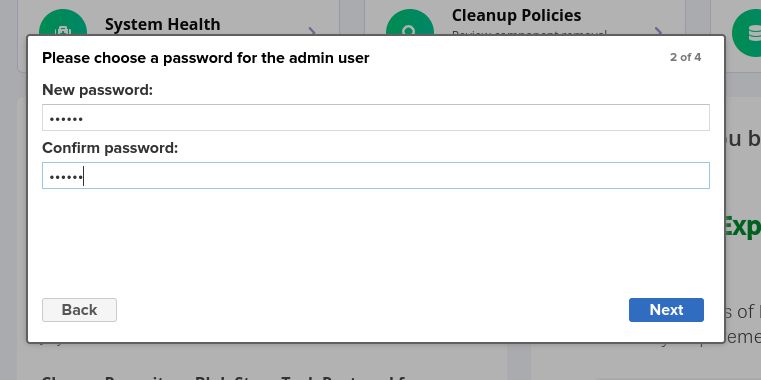 System Health
Cleanup Policies
Review component removal
Please choose a password for the admin user
2 of 4
New password:
••••••
Confirm password:
••••••
Back
Next
u b
Exp
s of